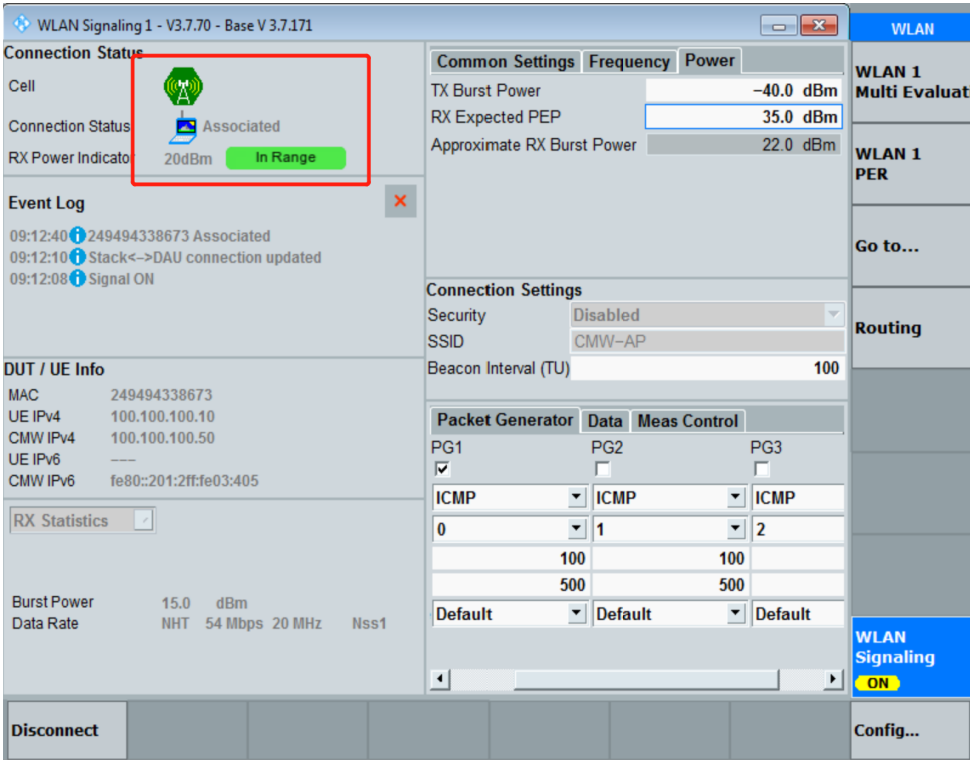 WLAN Signaling 1 - V3.7.70 - Base V 3.7.171
Connection Status
Cell
Connection Status Associated
RX Power Indicator 20dBm In Range
Event Log
09:12:40 249494338673 Associated
09:12:10 Stack<->DAU connection updated
09:12:08 Signal ON
DUT / UE Info
MAC 249494338673
UE IPv4 100.100.100.10
CMW IPv4 100.100.100.50
UE IPv6 ---
CMW IPv6 fe80::201:2ff:fe03:405
RX Statistics
Burst Power 15.0 dBm
Data Rate NHT 54 Mbps 20 MHz Nss1
Common Settings Frequency Power
TX Burst Power -40.0 dBm
RX Expected PEP 35.0 dBm
Approximate RX Burst Power 22.0 dBm
Connection Settings
Security Disabled
SSID CMW-AP
Beacon Interval (TU) 100
Packet Generator Data Meas Control
PG1 PG2 PG3
ICMP ICMP ICMP
0 1 2
100 100
500 500
Default Default Default
WLAN
WLAN 1
Multi Evaluat
WLAN 1
PER
Go to...
Routing
WLAN
Signaling
ON
Disconnect
Config...